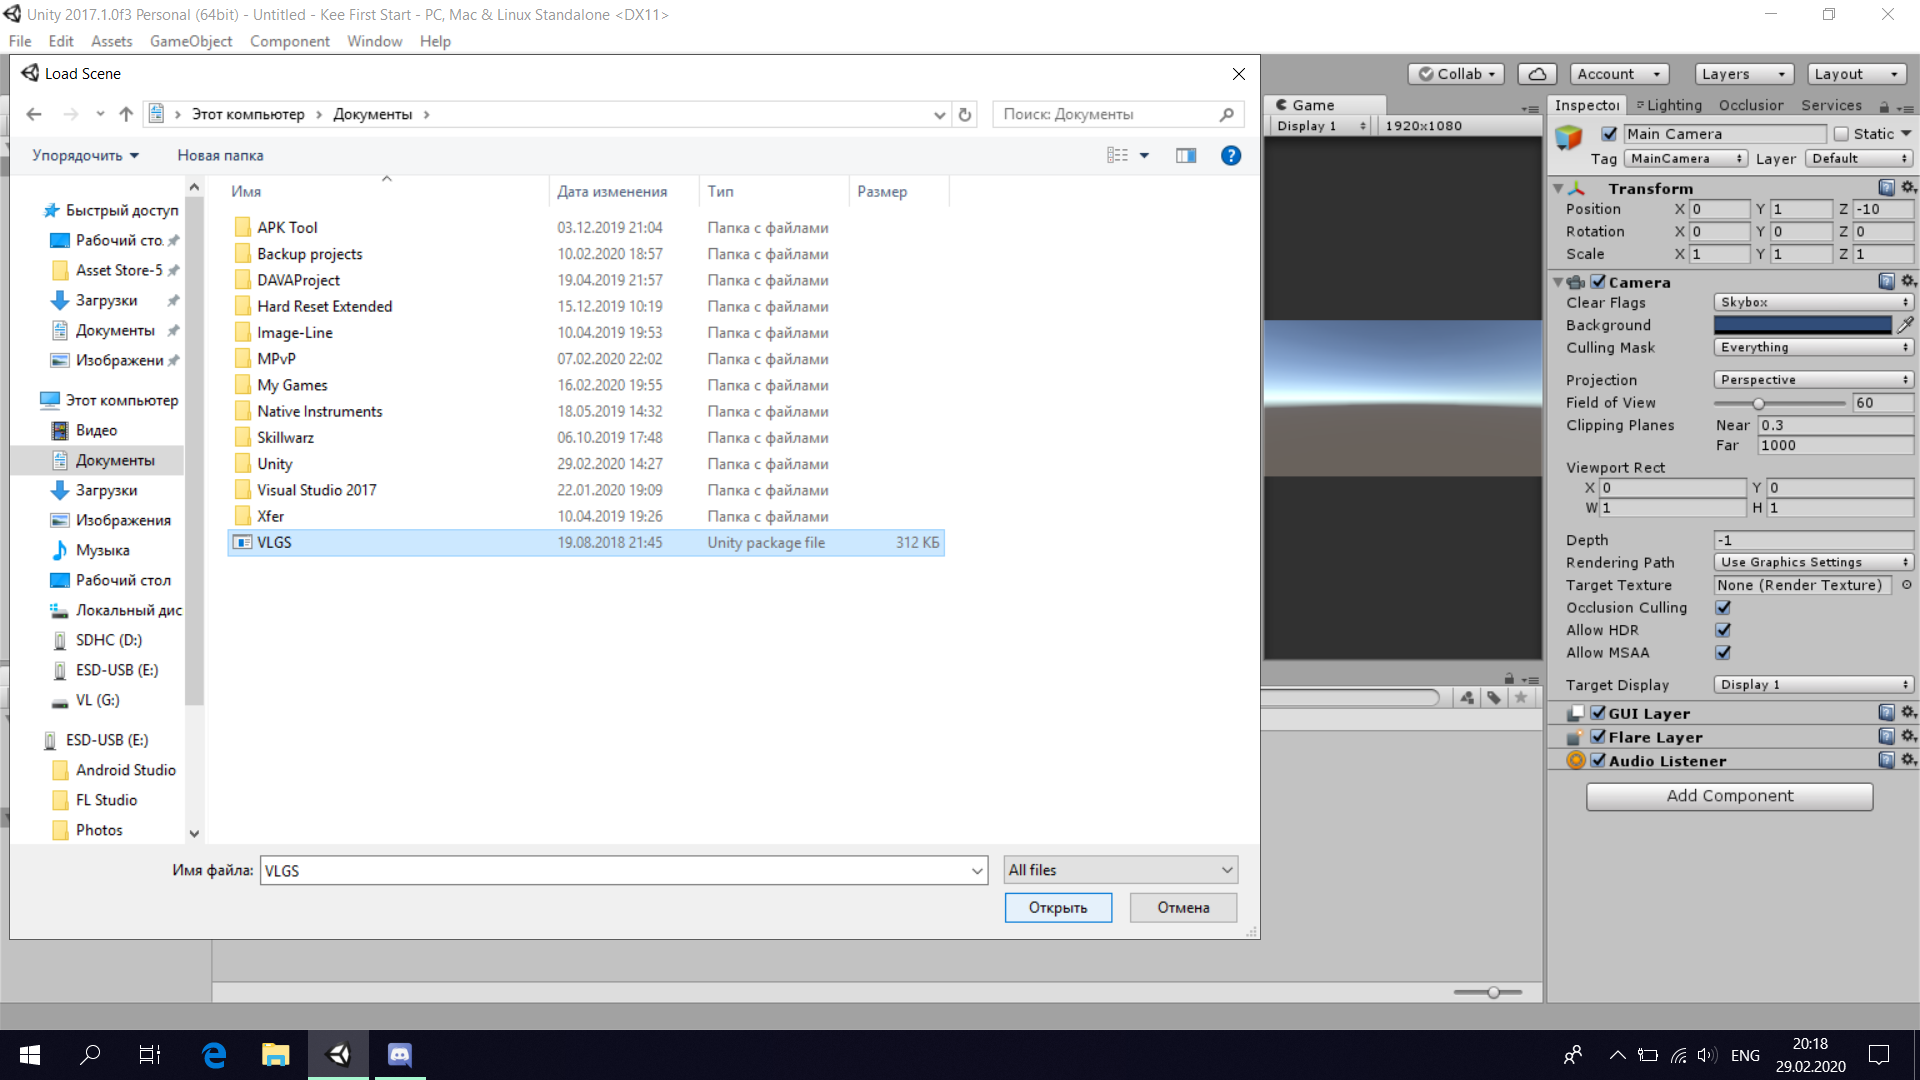 Unity 2017.1.0f3 Personal (64bit) - Untitled - Kee First Start - PC, Mac & Linux Standalone <DX11>
File Edit Assets GameObject Component Window Help
Load Scene
Этот компьютер Документы
Поиск: Документы
Упорядочить Новая папка
Имя Дата изменения Тип Размер
Быстрый доступ
Рабочий сто.
Asset Store-5
Загрузки
Документы
Изображени
Этот компьютер
Видео
Документы
Загрузки
Изображения
Музыка
Рабочий стол
Локальный дис
SDHC (D:)
ESD-USB (E:)
VL (G:)
ESD-USB (E:)
Android Studio
FL Studio
Photos
APK Tool 03.12.2019 21:04 Папка с файлами
Backup projects 10.02.2020 18:57 Папка с файлами
DAVAProject 19.04.2019 21:57 Папка с файлами
Hard Reset Extended 15.12.2019 10:19 Папка с файлами
Image-Line 10.04.2019 19:53 Папка с файлами
MPvP 07.02.2020 22:02 Папка с файлами
My Games 16.02.2020 19:55 Папка с файлами
Native Instruments 18.05.2019 14:32 Папка с файлами
Skillwarz 06.10.2019 17:48 Папка с файлами
Unity 29.02.2020 14:27 Папка с файлами
Visual Studio 2017 22.01.2020 19:09 Папка с файлами
Xfer 10.04.2019 19:26 Папка с файлами
VLGS 19.08.2018 21:45 Unity package file 312 КБ
Имя файла: VLGS All files
Открыть Отмена
Collab Account Layers Layout
Game
Display 1 1920x1080
Inspector Lighting Occlusion Services
Main Camera Static
Tag MainCamera Layer Default
Transform
Position X 0 Y 1 Z -10
Rotation X 0 Y 0 Z 0
Scale X 1 Y 1 Z 1
Camera
Clear Flags Skybox
Background
Culling Mask Everything
Projection Perspective
Field of View 60
Clipping Planes Near 0.3
Far 1000
Viewport Rect
X 0 Y 0
W 1 H 1
Depth -1
Rendering Path Use Graphics Settings
Target Texture None (Render Texture)
Occlusion Culling
Allow HDR
Allow MSAA
Target Display Display 1
GUI Layer
Flare Layer
Audio Listener
Add Component
ENG
20:18
29.02.2020